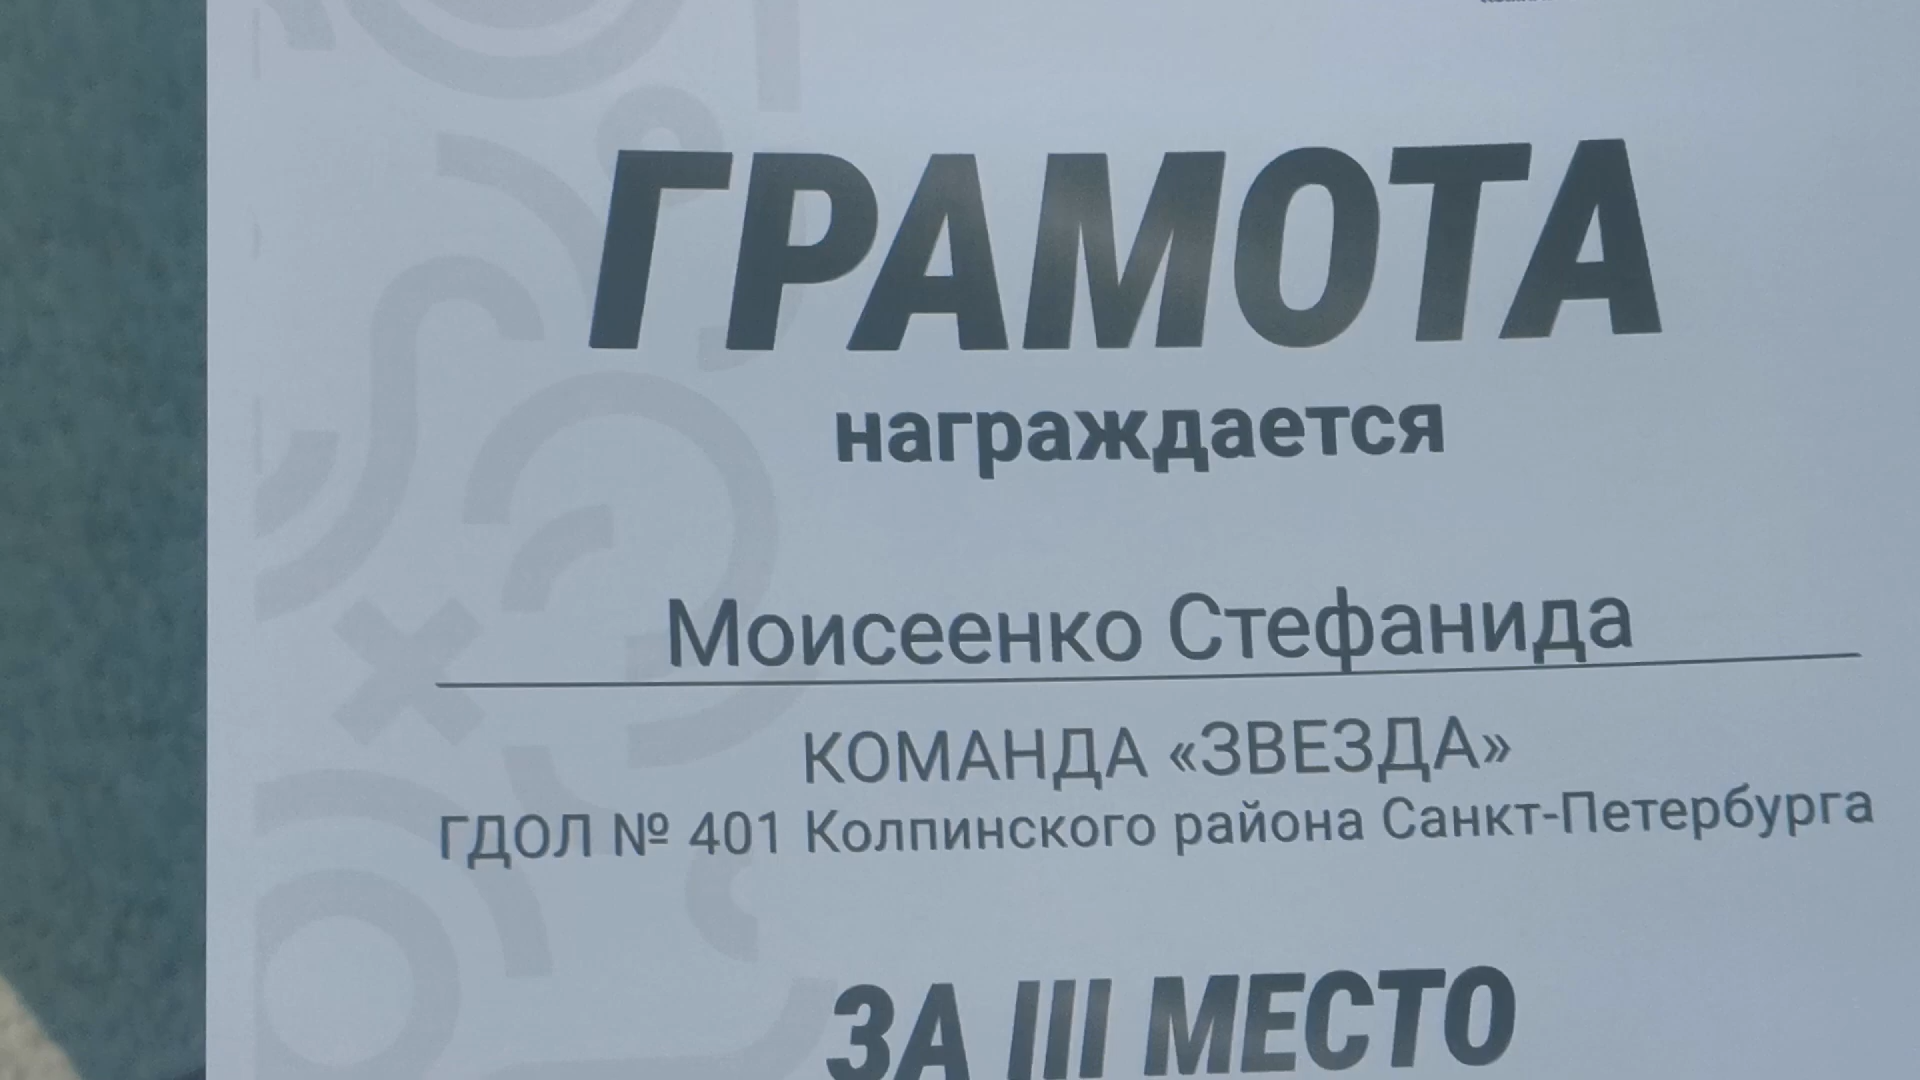 ГРАМОТА
награждается
Моисеенко Стефанида
КОМАНДА «ЗВЕЗДА»
ГДОЛ № 401 Колпинского района Санкт-Петербурга
ЗА III МЕСТО